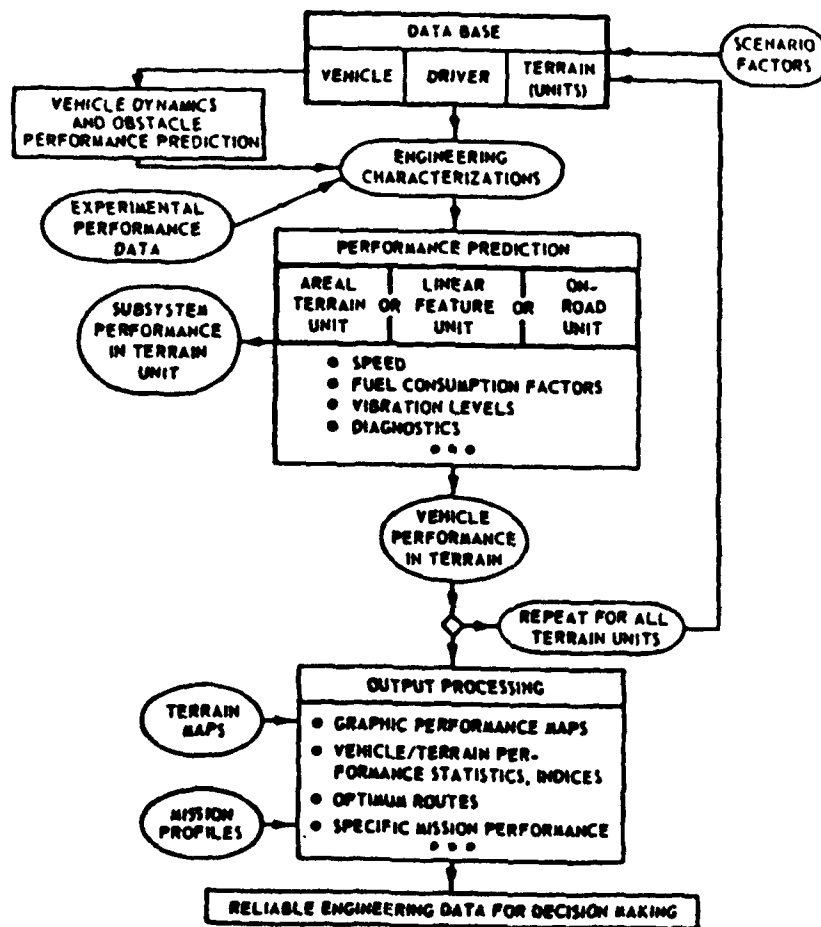 DATA BASE
VEHICLE
DRIVER
TERRAIN
(UNITS)
SCENARIO
FACTORS
VEHICLE DYNAMICS
AND OBSTACLE
PERFORMANCE PREDICTION
ENGINEERING
CHARACTERIZATIONS
EXPERIMENTAL
PERFORMANCE
DATA
PERFORMANCE PREDICTION
AREAL
TERRAIN
UNIT
OR
LINEAR
FEATURE
UNIT
OR
ON-
ROAD
UNIT
SUBSYSTEM
PERFORMANCE
IN TERRAIN
UNIT
● SPEED
● FUEL CONSUMPTION FACTORS
● VIBRATION LEVELS
● DIAGNOSTICS
● ● ●
VEHICLE
PERFORMANCE
IN TERRAIN
REPEAT FOR ALL
TERRAIN UNITS
OUTPUT PROCESSING
TERRAIN
MAPS
● GRAPHIC PERFORMANCE MAPS
● VEHICLE/TERRAIN PER-
FORMANCE STATISTICS, INDICES
● OPTIMUM ROUTES
● SPECIFIC MISSION PERFORMANCE
● ● ●
MISSION
PROFILES
RELIABLE ENGINEERING DATA FOR DECISION MAKING